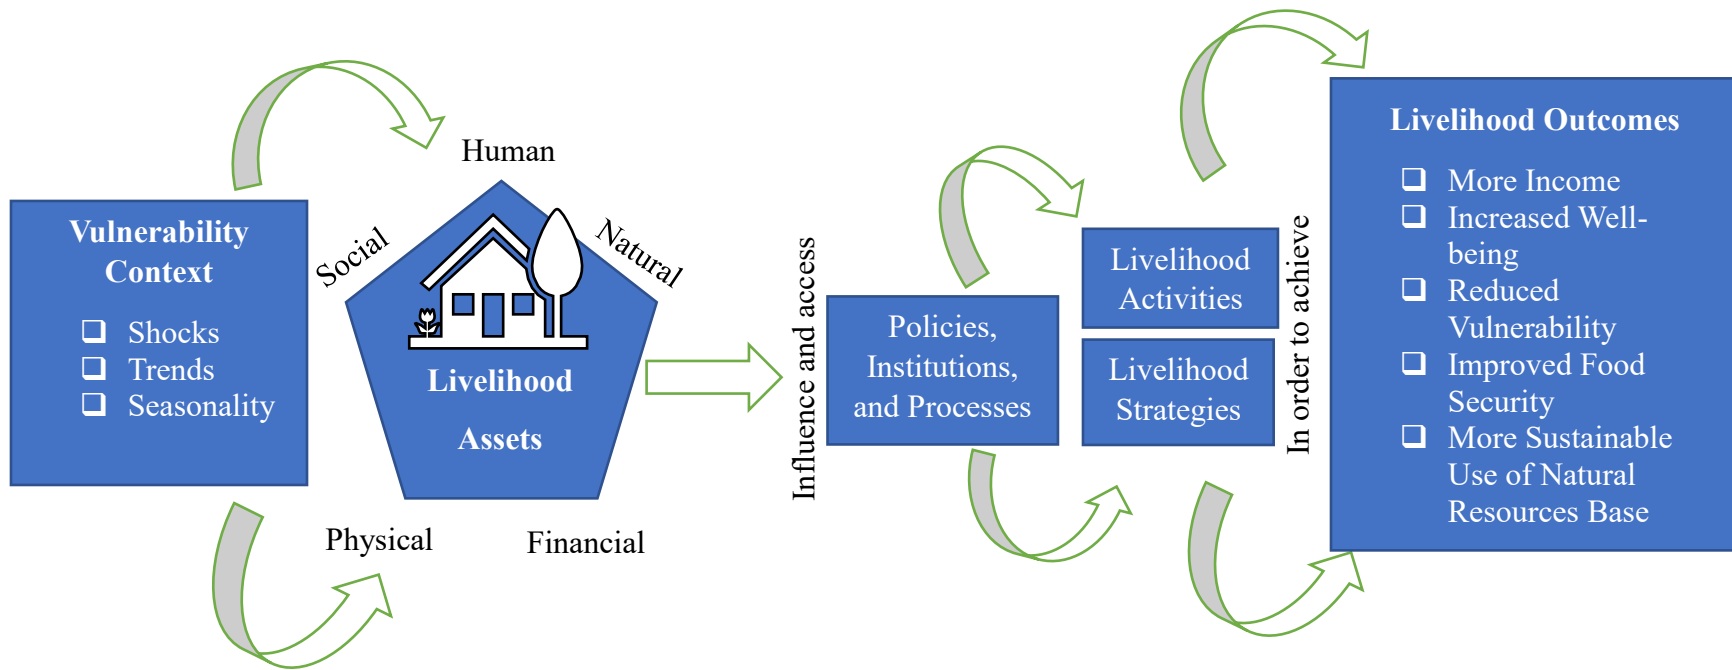 Vulnerability
Context
Shocks
Trends
Seasonality
Human
Social
Natural
Livelihood
Assets
Physical
Financial
Influence and access
Policies,
Institutions,
and Processes
Livelihood
Activities
Livelihood
Strategies
In order to achieve
Livelihood Outcomes
More Income
Increased Well-
being
Reduced
Vulnerability
Improved Food
Security
More Sustainable
Use of Natural
Resources Base